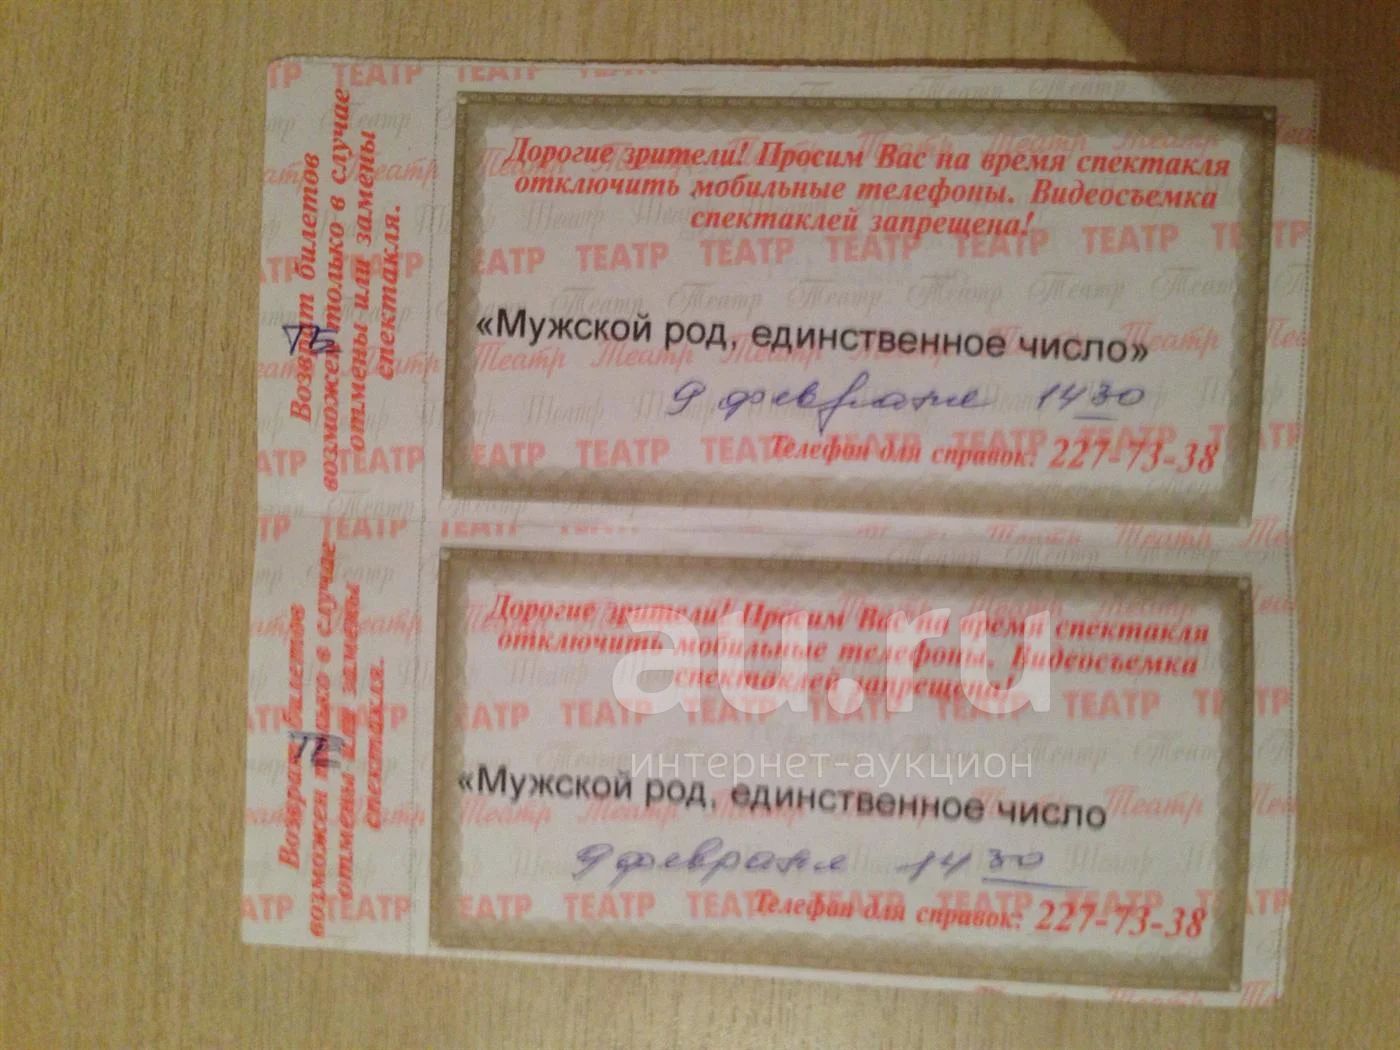 Возврат билетов
возможен только в случае
отмены или замены
спектакля.
Дорогие зрители! Просим Вас на время спектакля
отключить мобильные телефоны. Видеосъемка
спектаклей запрещена!
«Мужской род, единственное число»
9 февраля 14 30
Телефон для справок: 227-73-38
Возврат билетов
возможен только в случае
отмены или замены
спектакля.
Дорогие зрители! Просим Вас на время спектакля
отключить мобильные телефоны. Видеосъемка
спектаклей запрещена!
au.ru
интернет-аукцион
«Мужской род, единственное число
9 февраля 14 30
Телефон для справок: 227-73-38